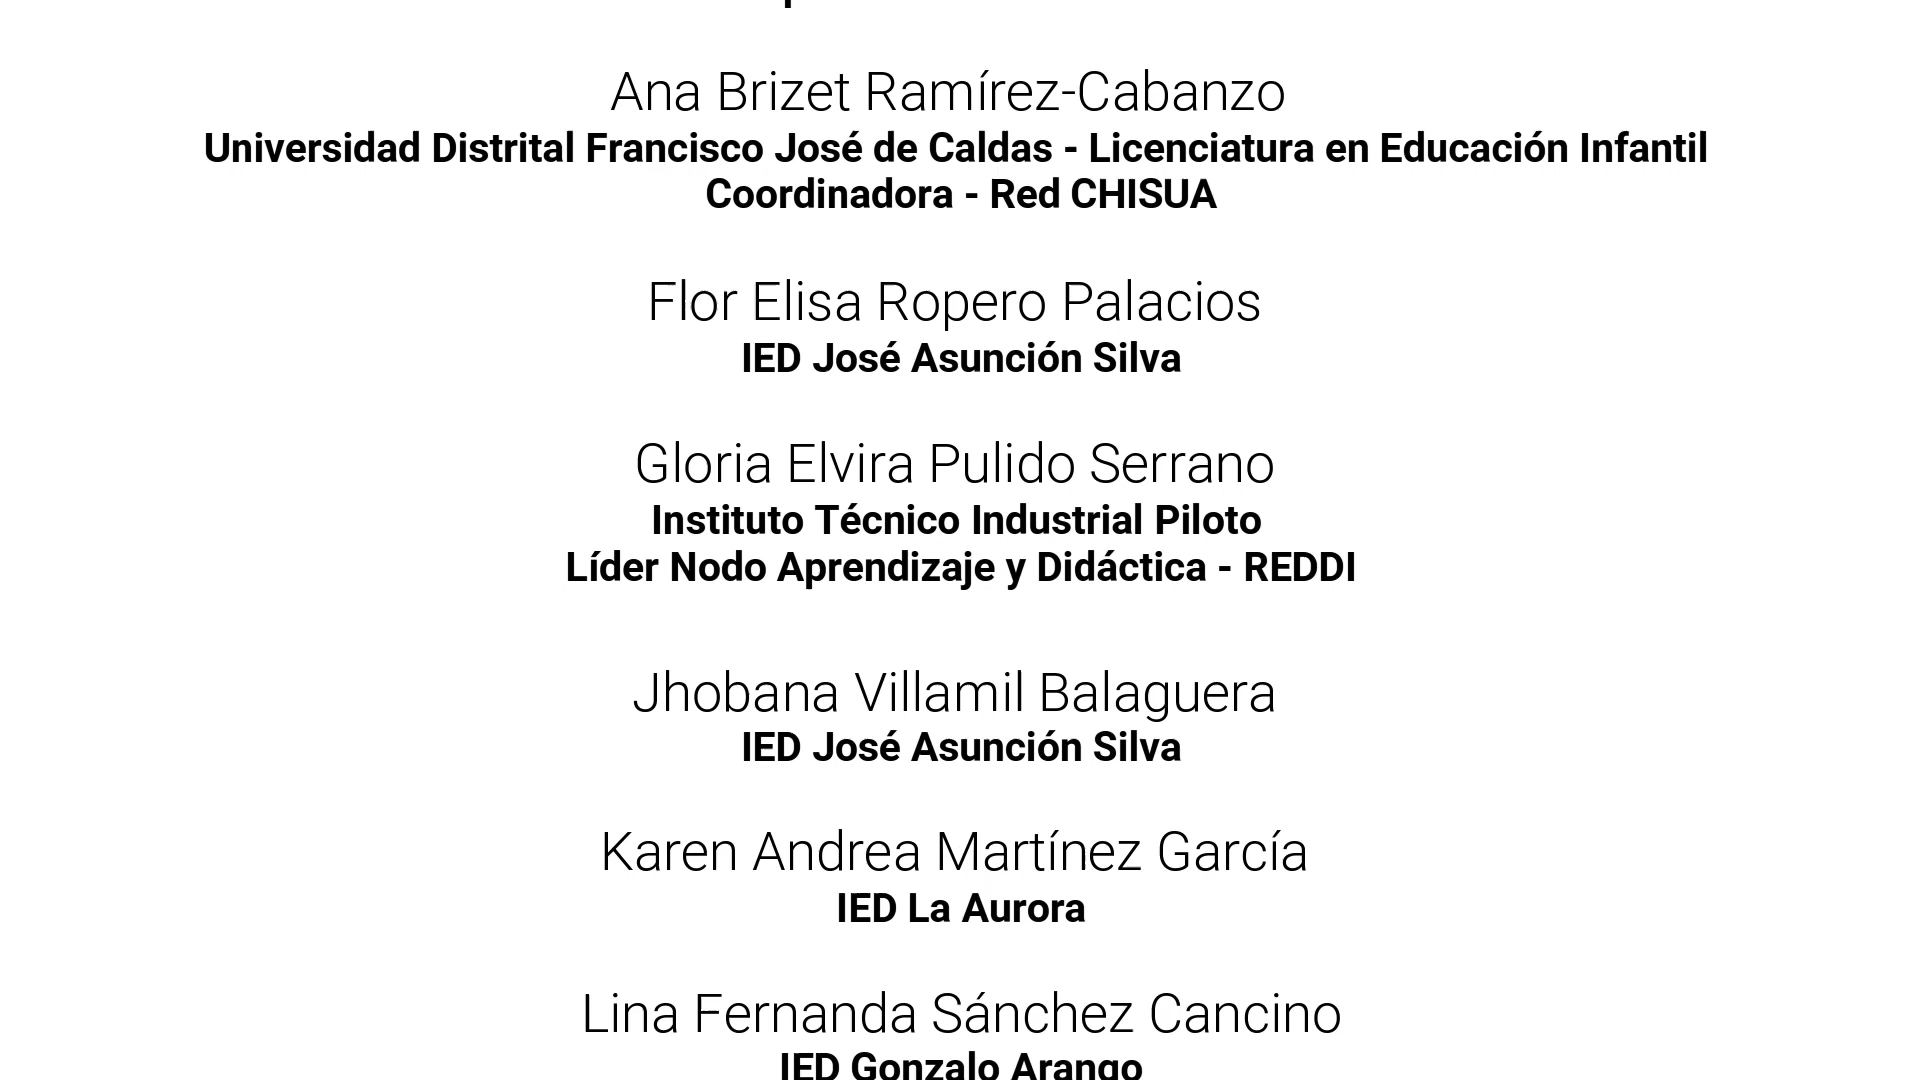 Ana Brizet Ramírez-Cabanzo
Universidad Distrital Francisco José de Caldas - Licenciatura en Educación Infantil
Coordinadora - Red CHISUA
Flor Elisa Ropero Palacios
IED José Asunción Silva
Gloria Elvira Pulido Serrano
Instituto Técnico Industrial Piloto
Líder Nodo Aprendizaje y Didáctica - REDDI
Jhobana Villamil Balaguera
IED José Asunción Silva
Karen Andrea Martínez García
IED La Aurora
Lina Fernanda Sánchez Cancino
IED Gonzalo Arango